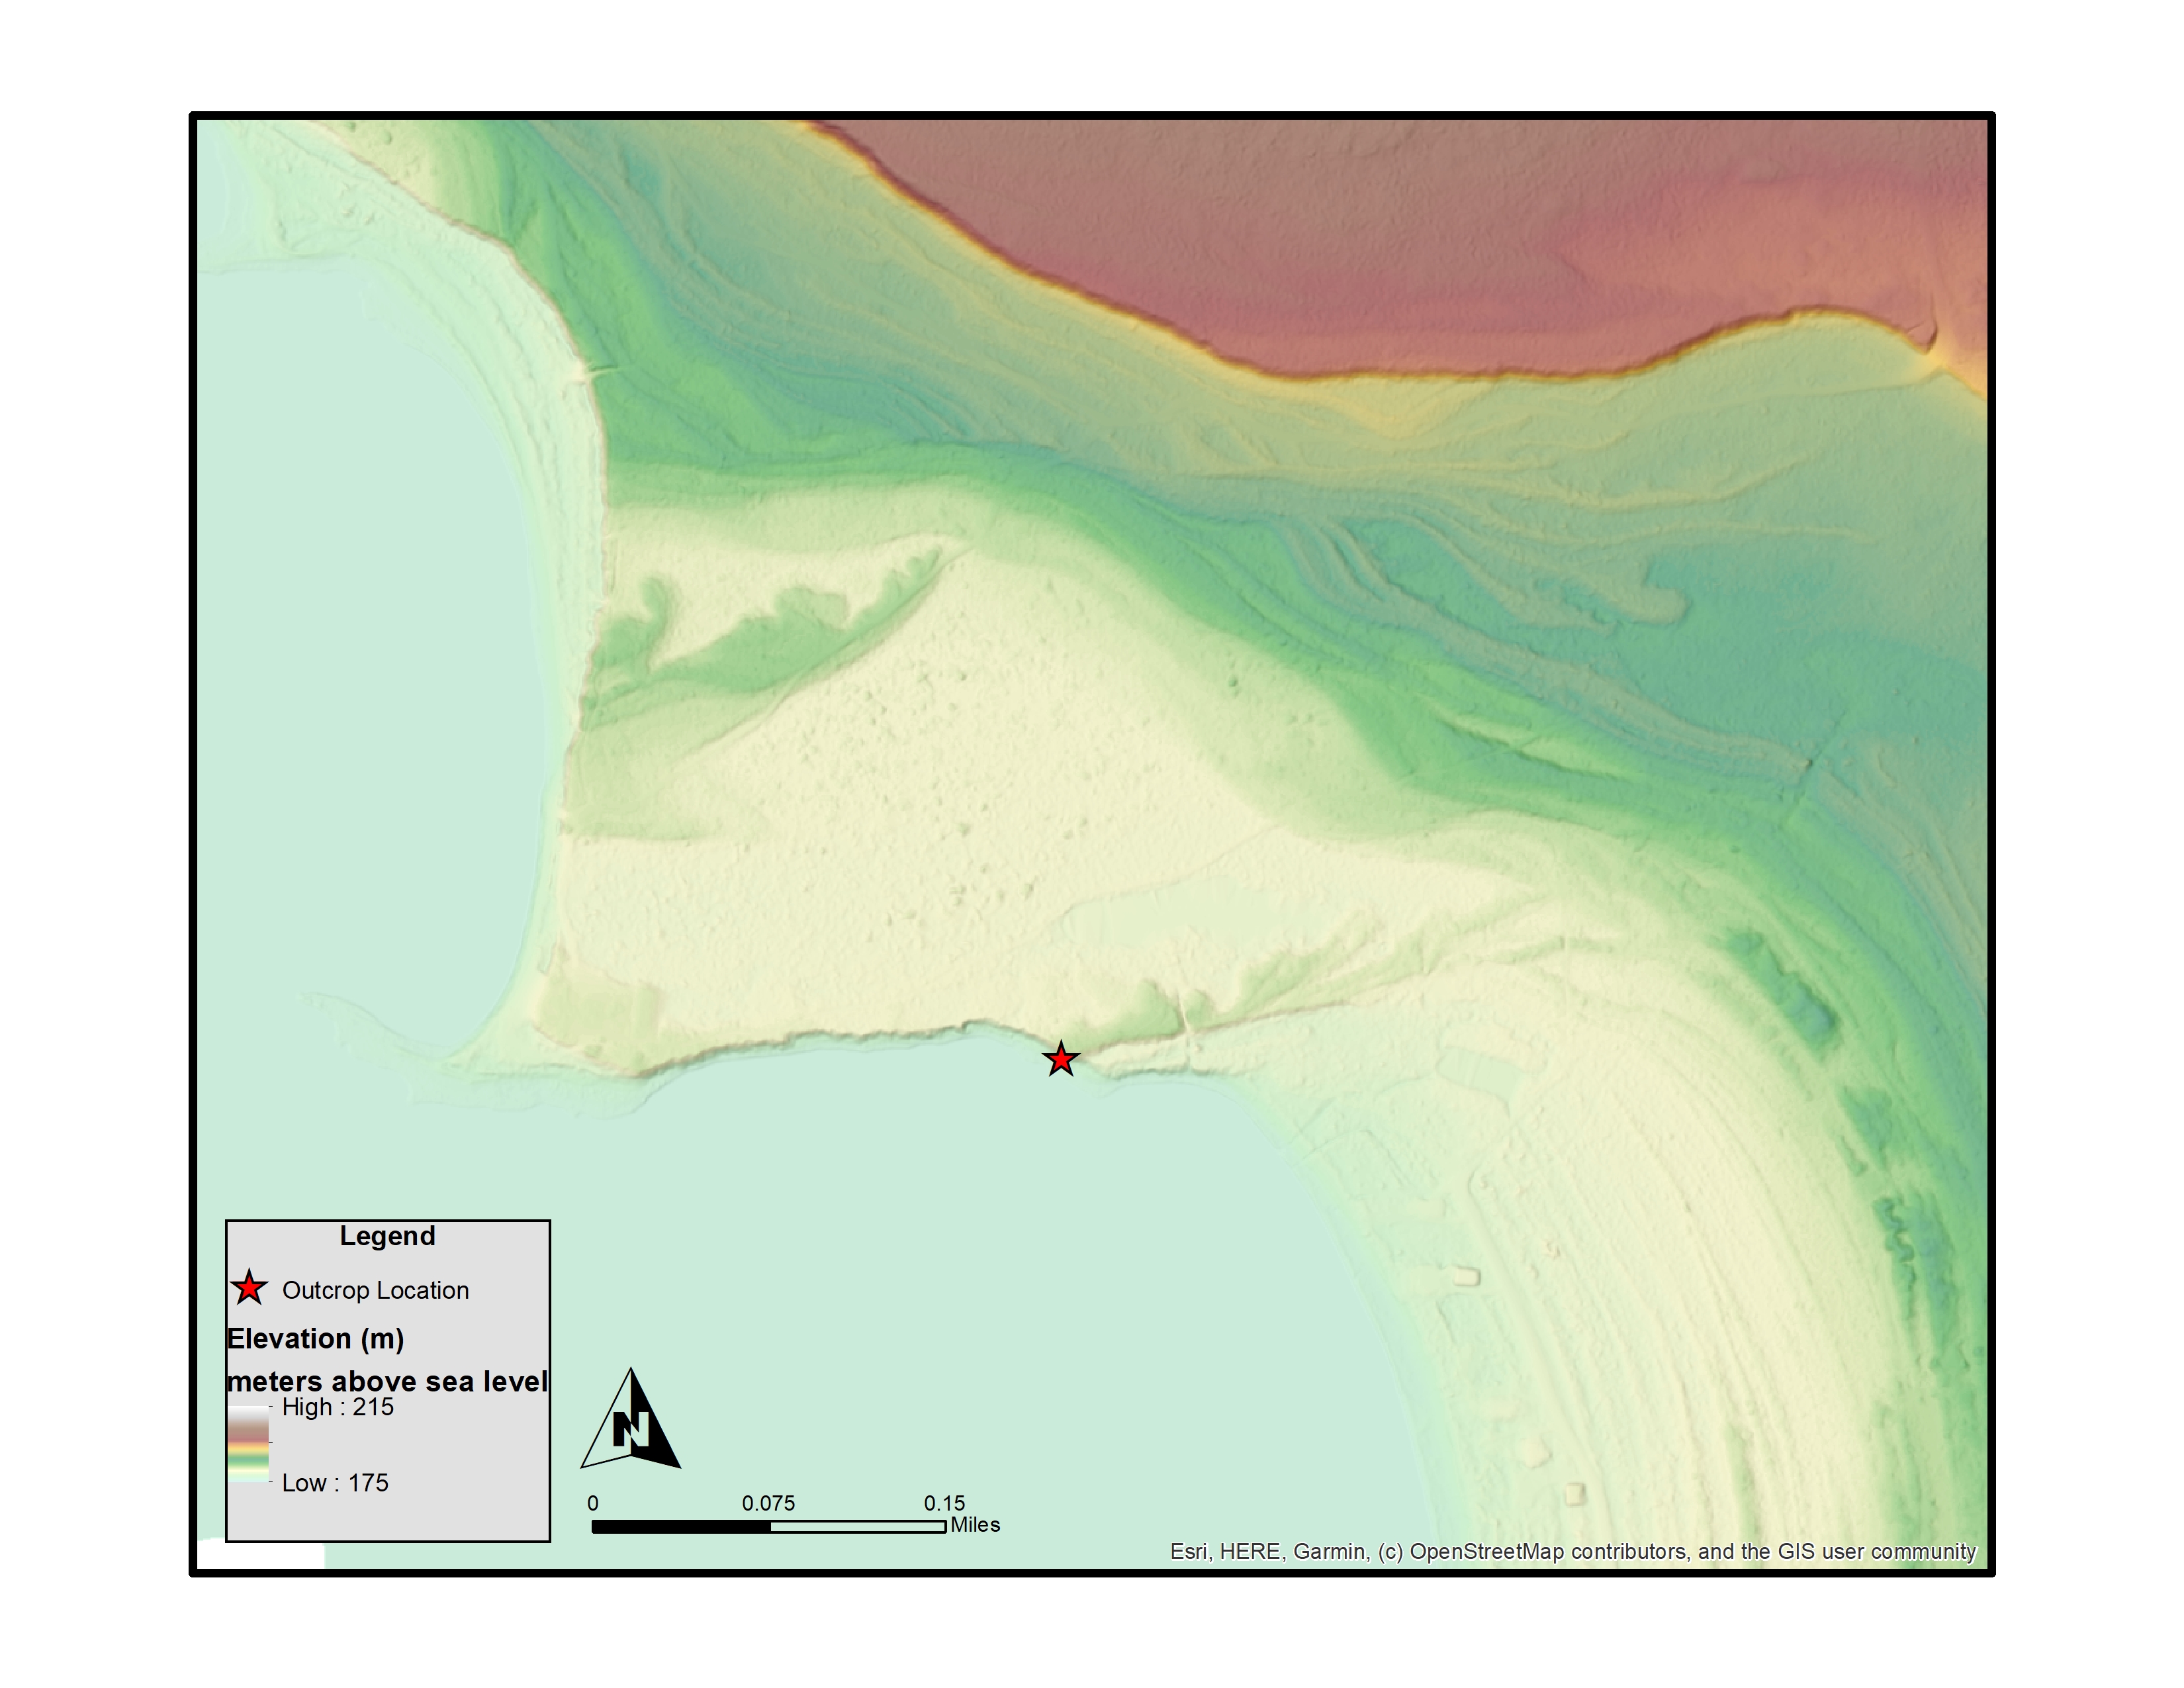 Legend
Outcrop Location
Elevation (m)
meters above sea level
High : 215
Low : 175
N
0 0.075 0.15
Miles
Esri, HERE, Garmin, (c) OpenStreetMap contributors, and the GIS user community